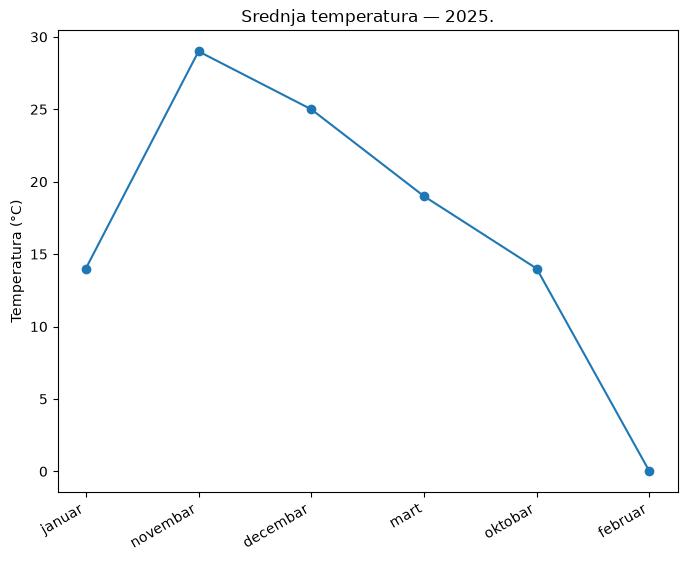 Srednja temperatura — 2025.
Temperatura (°C)
30
25
20
15
10
5
0
januar
novembar
decembar
mart
oktobar
februar